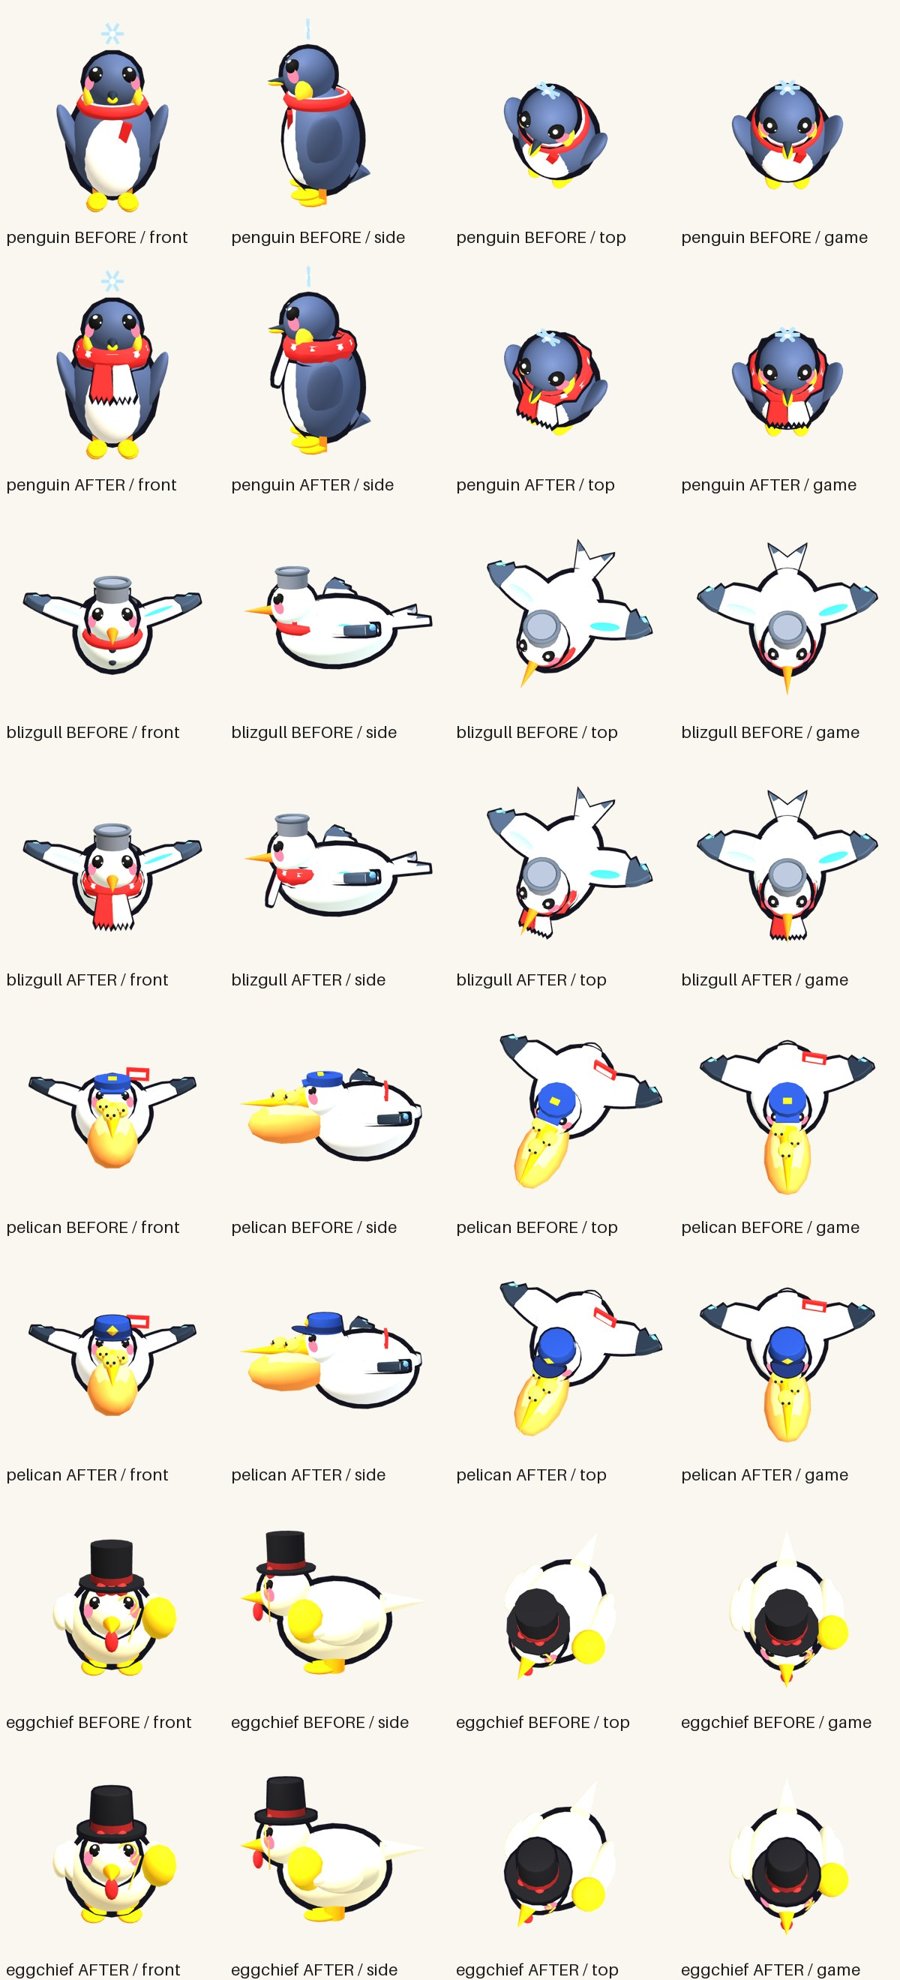 penguin BEFORE / front
penguin BEFORE / side
penguin BEFORE / top
penguin BEFORE / game
penguin AFTER / front
penguin AFTER / side
penguin AFTER / top
penguin AFTER / game
blizgull BEFORE / front
blizgull BEFORE / side
blizgull BEFORE / top
blizgull BEFORE / game
blizgull AFTER / front
blizgull AFTER / side
blizgull AFTER / top
blizgull AFTER / game
pelican BEFORE / front
pelican BEFORE / side
pelican BEFORE / top
pelican BEFORE / game
pelican AFTER / front
pelican AFTER / side
pelican AFTER / top
pelican AFTER / game
eggchief BEFORE / front
eggchief BEFORE / side
eggchief BEFORE / top
eggchief BEFORE / game
eggchief AFTER / front
eggchief AFTER / side
eggchief AFTER / top
eggchief AFTER / game